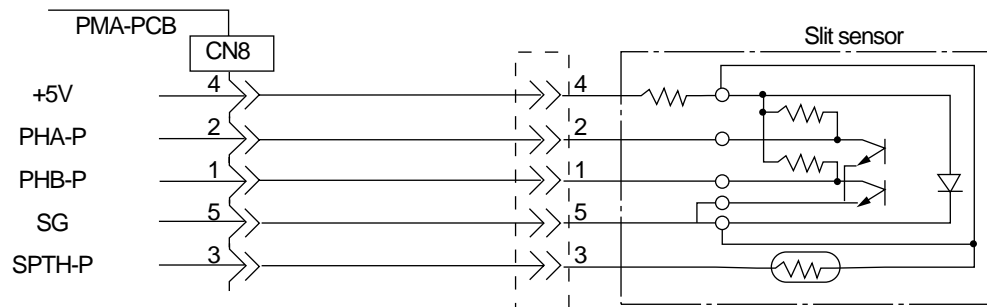 PMA-PCB
CN8
Slit sensor
+5V 4 4
PHA-P 2 2
PHB-P 1 1
SG 5 5
SPTH-P 3 3